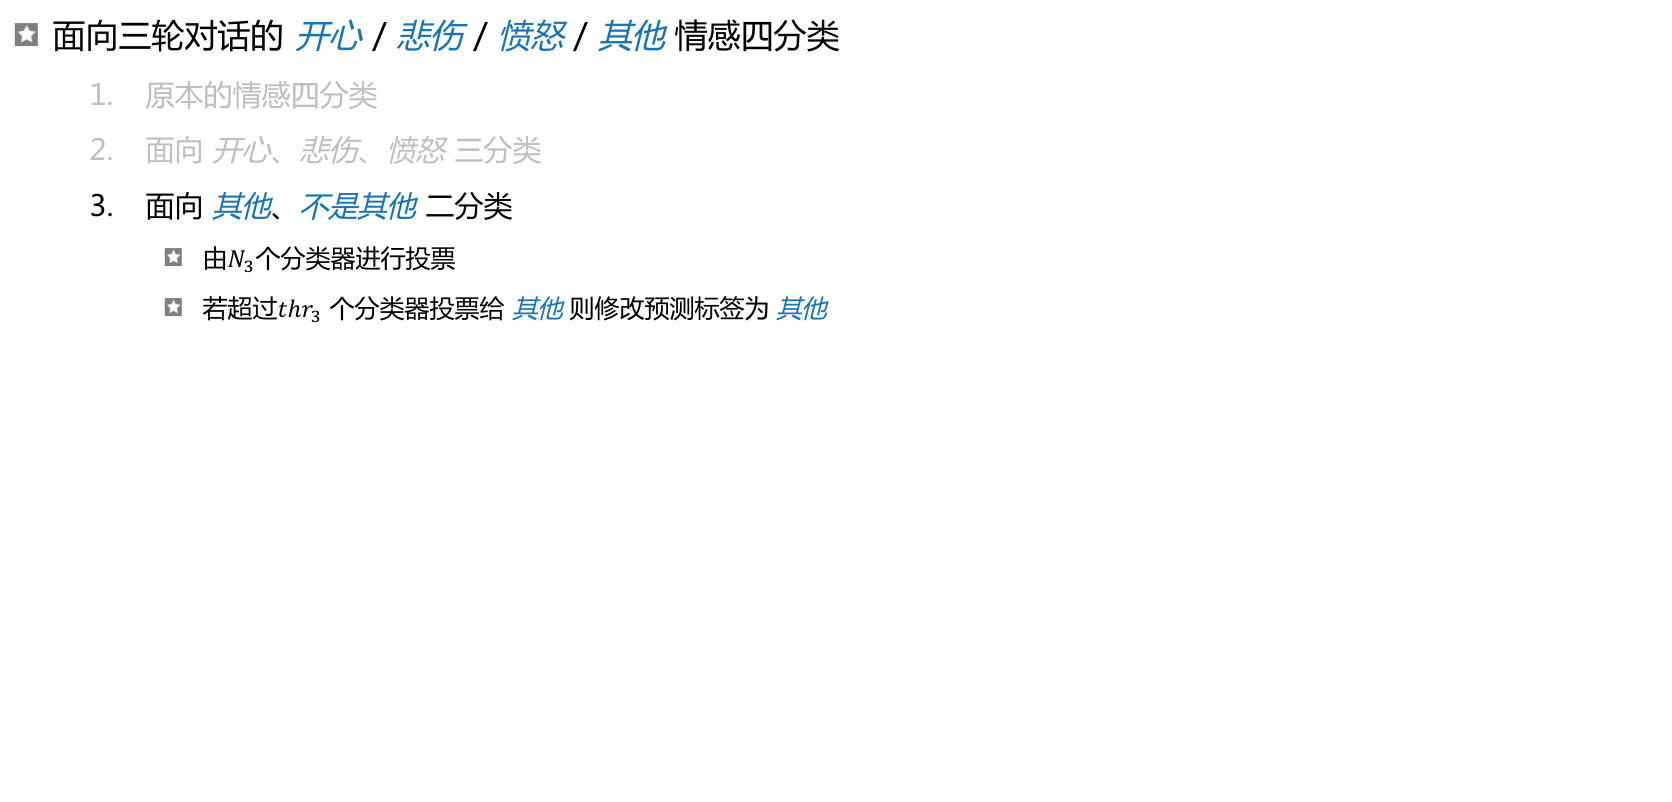 面向三轮对话的 开心 / 悲伤 / 愤怒 / 其他 情感四分类
1. 原本的情感四分类
2. 面向 开心、悲伤、愤怒 三分类
3. 面向 其他、不是其他 二分类
由N₃个分类器进行投票
若超过thr₃ 个分类器投票给 其他 则修改预测标签为 其他